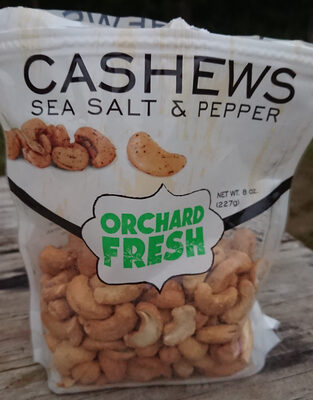 CASHEWS
SEA SALT & PEPPER
NET WT. 8 OZ.
(227g)
ORCHARD
FRESH